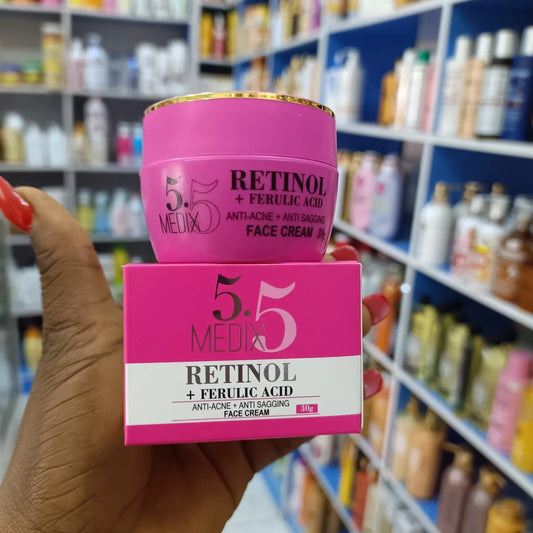 5.5
MEDIX
RETINOL
+ FERULIC ACID
ANTI-ACNE + ANTI SAGGING
FACE CREAM 30g
5.5
MEDIX
RETINOL
+ FERULIC ACID
ANTI-ACNE + ANTI SAGGING
FACE CREAM
30g